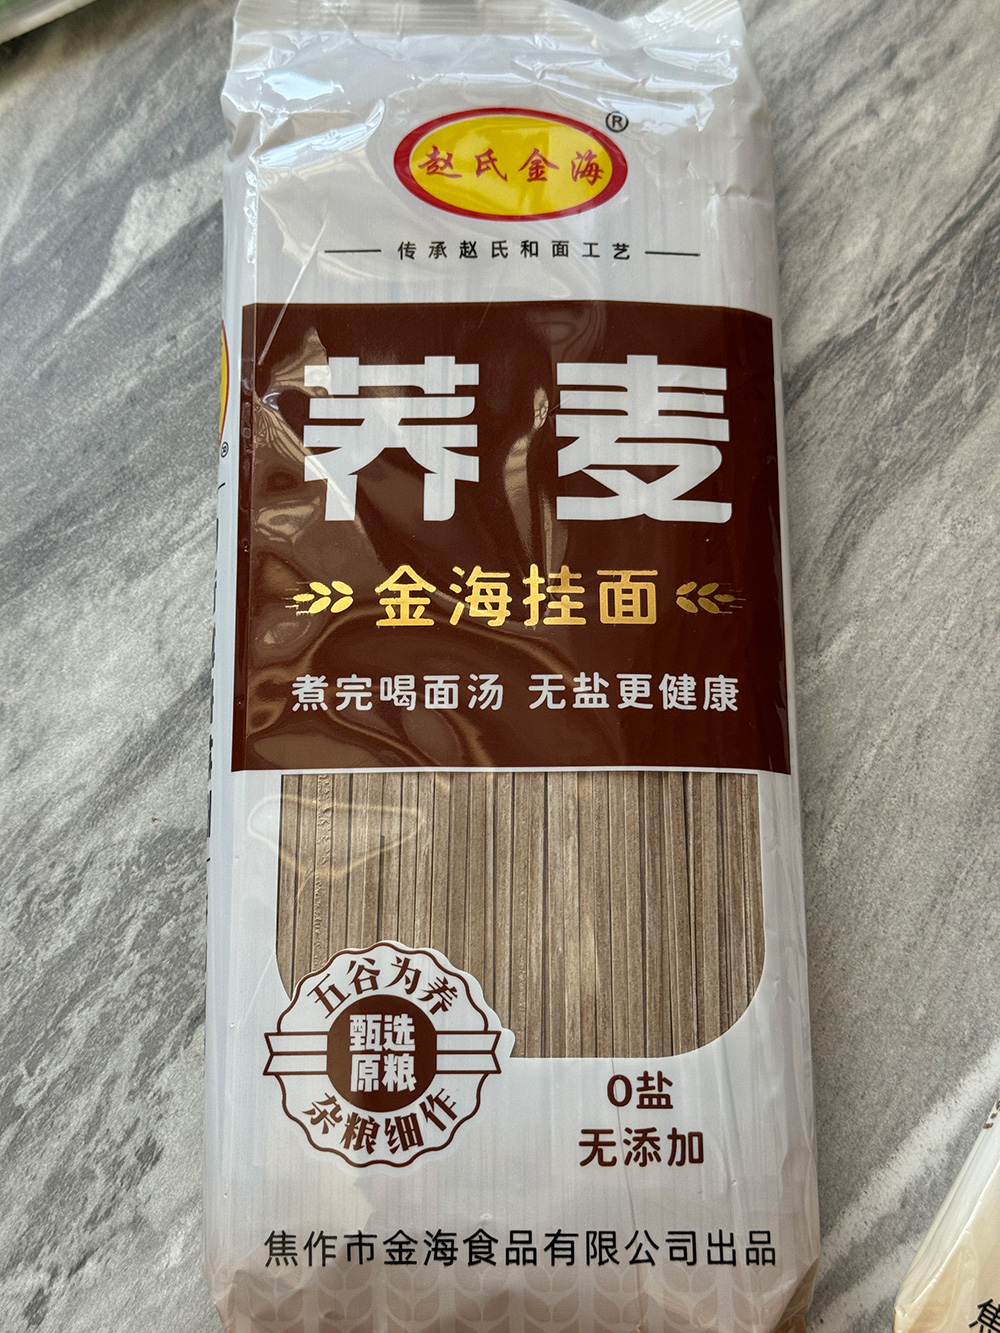 赵氏金海®
传承赵氏和面工艺
荞麦
金海挂面
煮完喝面汤 无盐更健康
五谷为养
甄选
原粮
杂粮细作
0盐
无添加
焦作市金海食品有限公司出品
焦